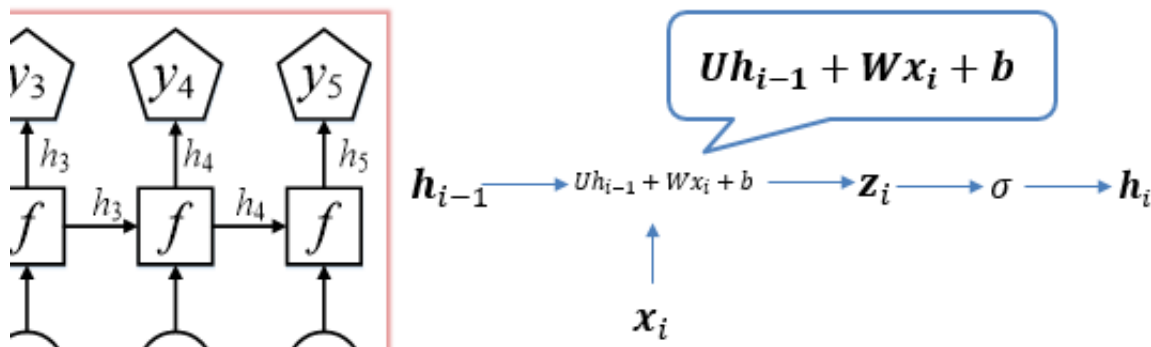 y₃ y₄ y₅
Uh_{i-1} + Wx_i + b
h₃ h₄ h₅
h_{i-1} Uh_{i-1} + Wx_i + b z_i σ h_i
h₃ h₄
f f f
x_i